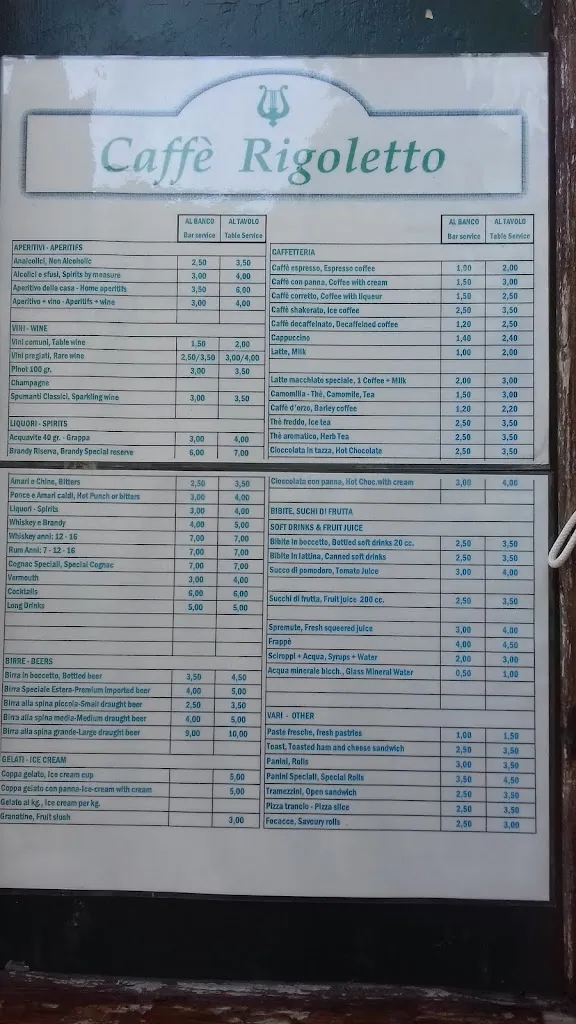 Caffè Rigoletto
AL BANCO AL TAVOLO
Bar service Table Service
APERITIVI - APERITIFS
Analcolici, Non Alcoholic 2,50 3,50
Alcolici e sfusi, Spirits by measure 3,00 4,00
Aperitivo della casa - Home aperitifs 3,50 6,00
Aperitivo + vino - Aperitifs + wine 3,00 4,00
VINI - WINE
Vini comuni, Table wine 1,50 2,00
Vini pregiati, Rare wine 2,50/3,50 3,00/4,00
Pinot 100 gr. 3,00 3,50
Champagne
Spumanti Classici, Sparkling wine 3,00 3,50
LIQUORI - SPIRITS
Acquavite 40 gr. - Grappa 3,00 4,00
Brandy Riserva, Brandy Special reserve 6,00 7,00
Amari e Chine, Bitters 2,50 3,50
Ponce e Amari caldi, Hot Punch or bitters 3,00 4,00
Liquori - Spirits 3,00 4,00
Whiskey e Brandy 4,00 5,00
Whiskey anni: 12 - 16 7,00 7,00
Rum Anni: 7 - 12 - 16 7,00 7,00
Cognac Speciali, Special Cognac 7,00 7,00
Vermouth 3,00 4,00
Cocktails 6,00 6,00
Long Drinks 5,00 5,00
BIRRE - BEERS
Birra in boccetto, Bottled beer 3,50 4,50
Birra Speciale Estera-Premium imported beer 4,00 5,00
Birra alla spina piccola-Small draught beer 2,50 3,50
Birra alla spina media-Medium draught beer 4,00 5,00
Birra alla spina grande-Large draught beer 9,00 10,00
GELATI - ICE CREAM
Coppa gelato, Ice cream cup 5,00
Coppa gelato con panna-Ice-cream with cream 5,00
Gelato al kg., Ice cream per kg.
Granatine, Fruit slush 3,00
AL BANCO AL TAVOLO
Bar service Table Service
CAFFETTERIA
Caffè espresso, Espresso coffee 1,00 2,00
Caffè con panna, Coffee with cream 1,50 3,00
Caffè corretto, Coffee with liqueur 1,50 2,50
Caffè shakerato, Ice coffee 2,50 3,50
Caffè decaffeinato, Decaffeined coffee 1,20 2,50
Cappuccino 1,40 2,40
Latte, Milk 1,00 2,00
Latte macchiato speciale, 1 Coffee + Milk 2,00 3,00
Camomilla - Thè, Camomile, Tea 1,50 3,00
Caffè d'orzo, Barley coffee 1,20 2,20
Thè freddo, Ice tea 2,50 3,50
Thè aromatico, Herb Tea 2,50 3,50
Cioccolata in tazza, Hot Chocolate 2,50 3,50
Cioccolata con panna, Hot Choc.with cream 3,00 4,00
BIBITE, SUCHI DI FRUTTA
SOFT DRINKS & FRUIT JUICE
Bibite in boccetto, Bottled soft drinks 20 cc. 2,50 3,50
Bibite in lattina, Canned soft drinks 2,50 3,50
Succo di pomodoro, Tomato Juice 3,00 4,00
Succhi di frutta, Fruit juice 200 cc. 2,50 3,50
Spremute, Fresh squeered juice 3,00 4,00
Frappè 4,00 4,50
Sciroppi + Acqua, Syrups + Water 2,00 3,00
Acqua minerale bicch., Glass Mineral Water 0,50 1,00
VARI - OTHER
Paste fresche, fresh pastries 1,00 1,50
Toast, Toasted ham and cheese sandwich 2,50 3,50
Panini, Rolls 3,00 3,50
Panini Speciali, Special Rolls 3,50 4,50
Tramezzini, Open sandwich 2,50 3,50
Pizza trancio - Pizza slice 2,50 3,50
Focacce, Savoury rolls 2,50 3,00